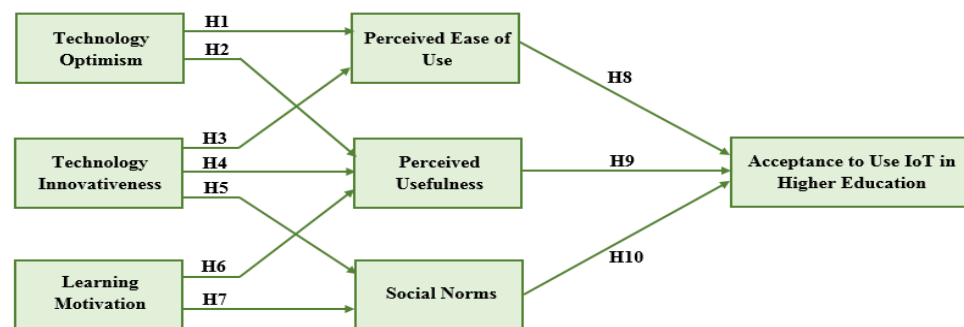 Technology
Optimism
H1
H2
Perceived Ease of
Use
H8
Technology
Innovativeness
H3
H4
H5
Perceived
Usefulness
H9
Acceptance to Use IoT in
Higher Education
Learning
Motivation
H6
H7
Social Norms
H10